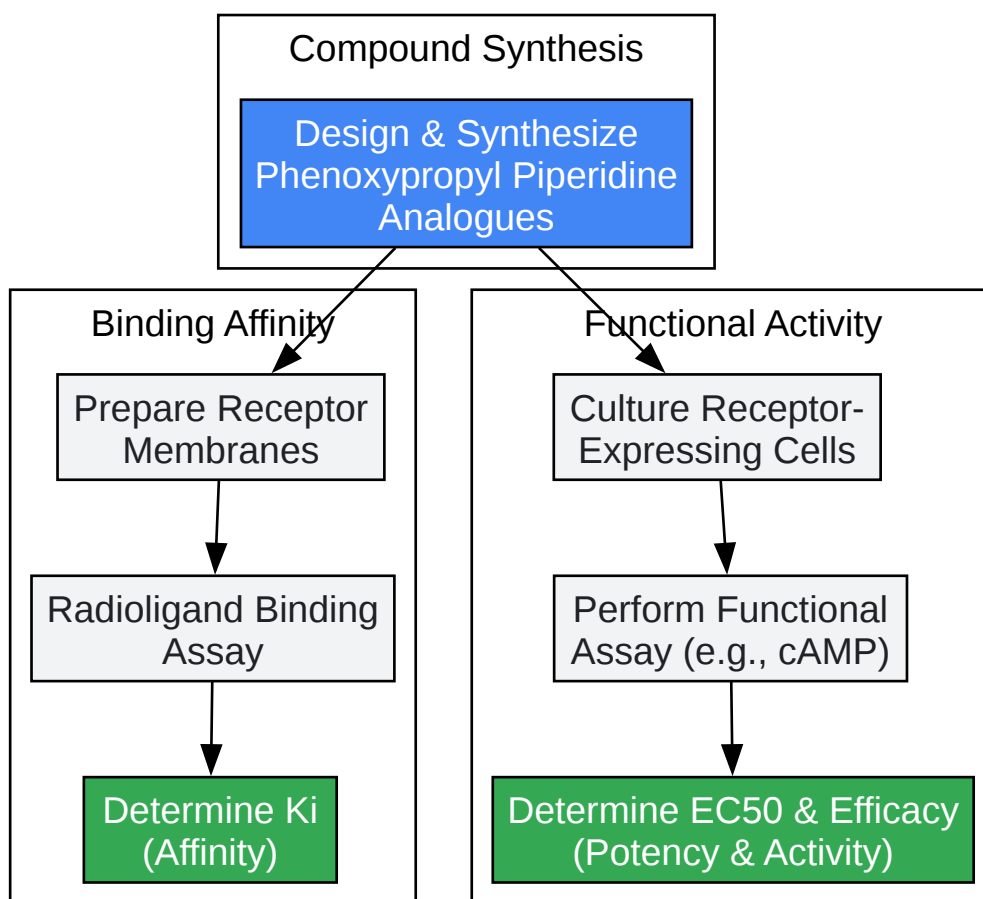 Compound Synthesis
Design & Synthesize
Phenoxypropyl Piperidine
Analogues
Binding Affinity
Prepare Receptor
Membranes
Radioligand Binding
Assay
Determine Ki
(Affinity)
Functional Activity
Culture Receptor-
Expressing Cells
Perform Functional
Assay (e.g., cAMP)
Determine EC50 & Efficacy
(Potency & Activity)